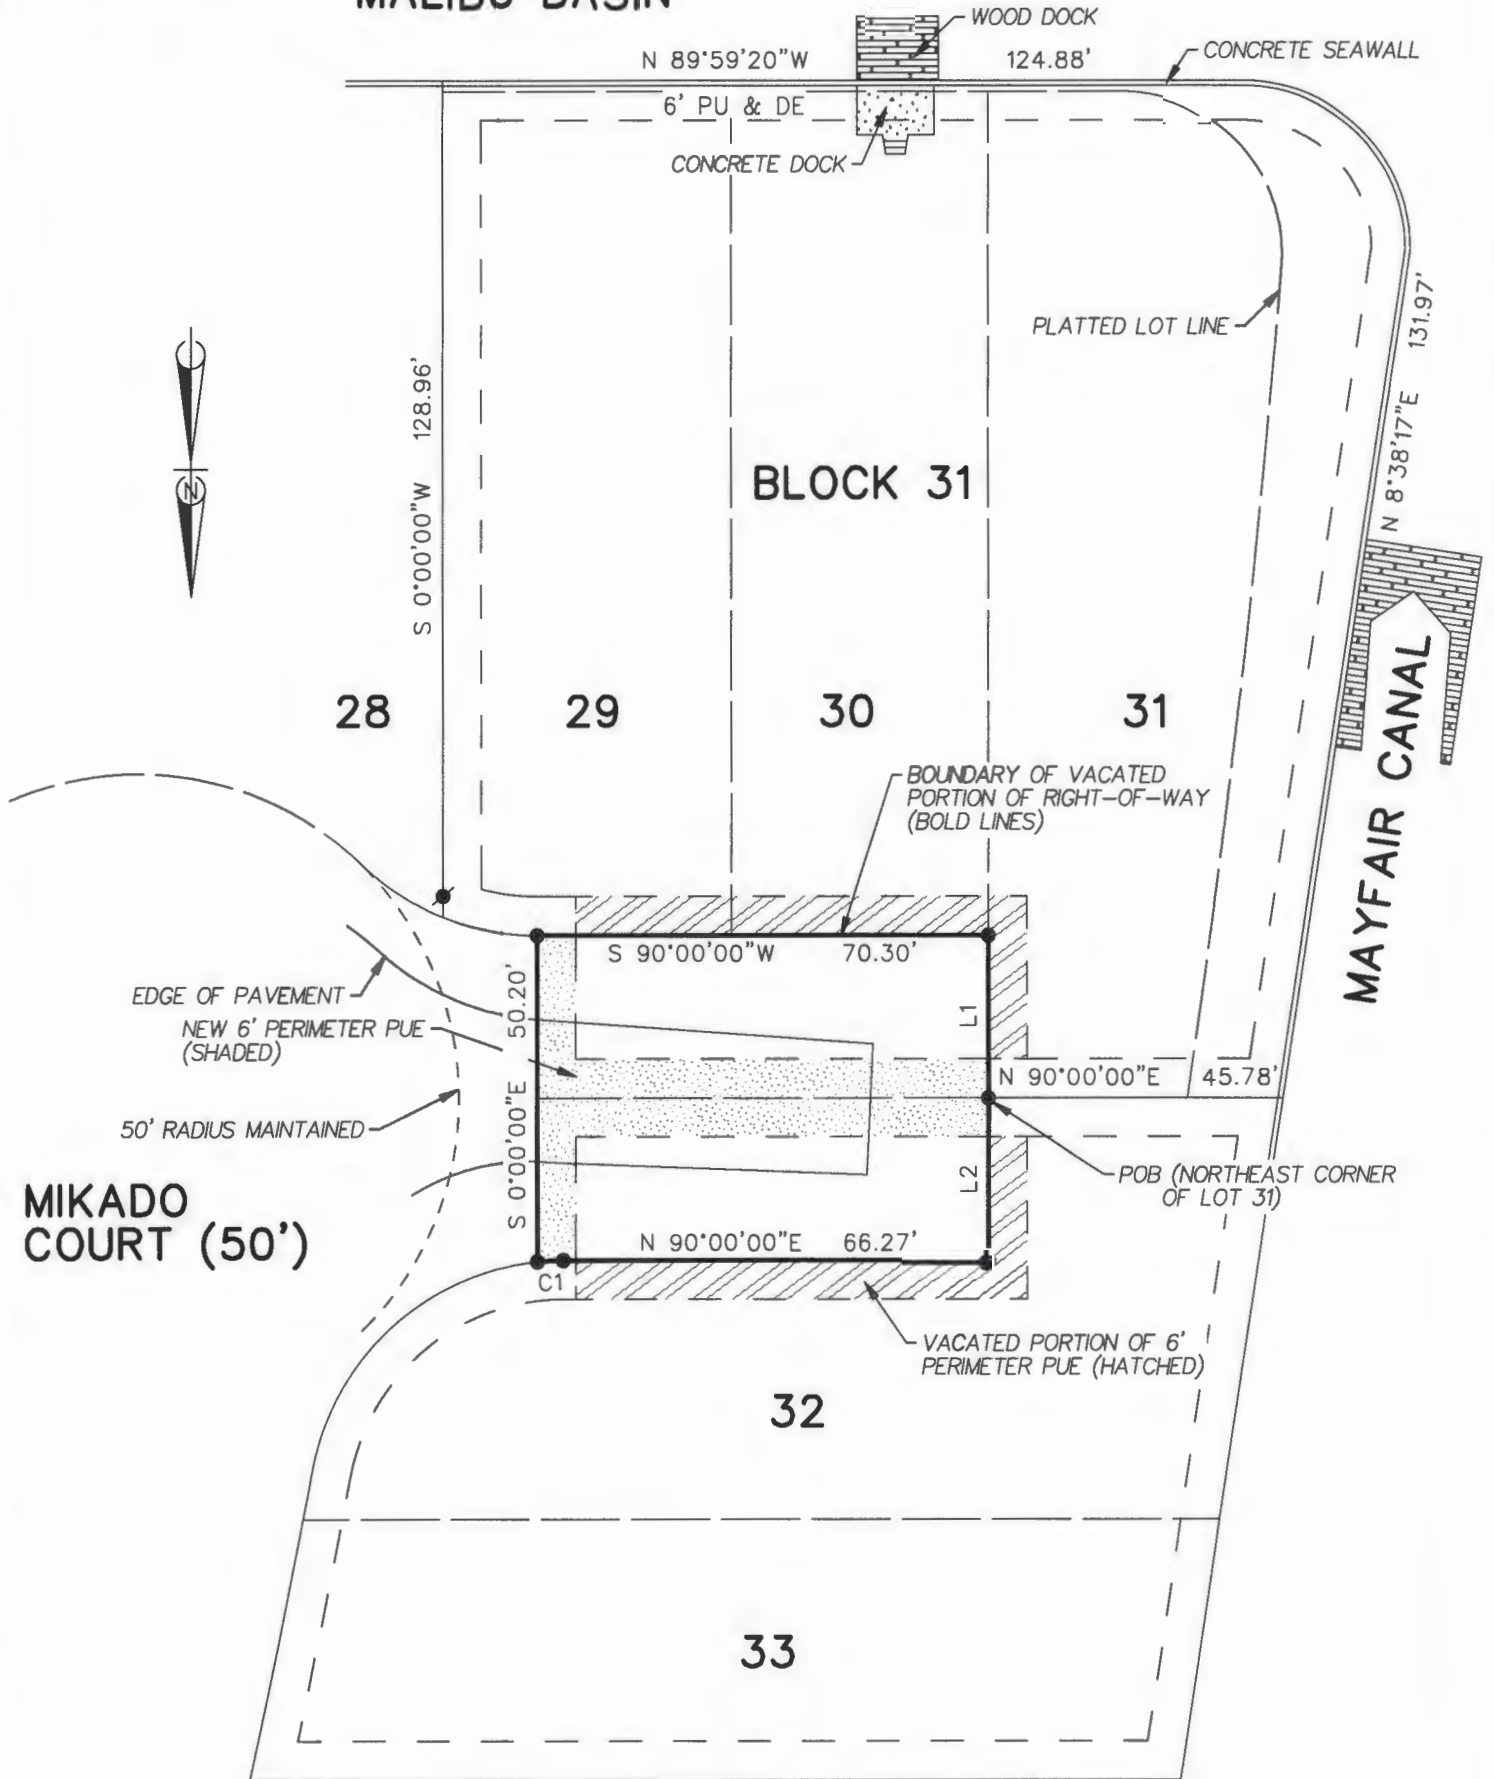 MALIBU BASIN
WOOD DOCK
N 89°59'20"W 124.88'
CONCRETE SEAWALL
6' PU & DE
CONCRETE DOCK
PLATTED LOT LINE
N 8°38'17"E 131.97'
S 0°00'00"W 128.96'
N
BLOCK 31
28
29
30
31
MAYFAIR CANAL
BOUNDARY OF VACATED
PORTION OF RIGHT-OF-WAY
(BOLD LINES)
S 90°00'00"W 70.30'
EDGE OF PAVEMENT
NEW 6' PERIMETER PUE
(SHADED)
S 0°00'00"E 50.20'
L1
N 90°00'00"E 45.78'
50' RADIUS MAINTAINED
L2
POB (NORTHEAST CORNER
OF LOT 31)
MIKADO
COURT (50')
N 90°00'00"E 66.27'
C1
VACATED PORTION OF 6'
PERIMETER PUE (HATCHED)
32
33